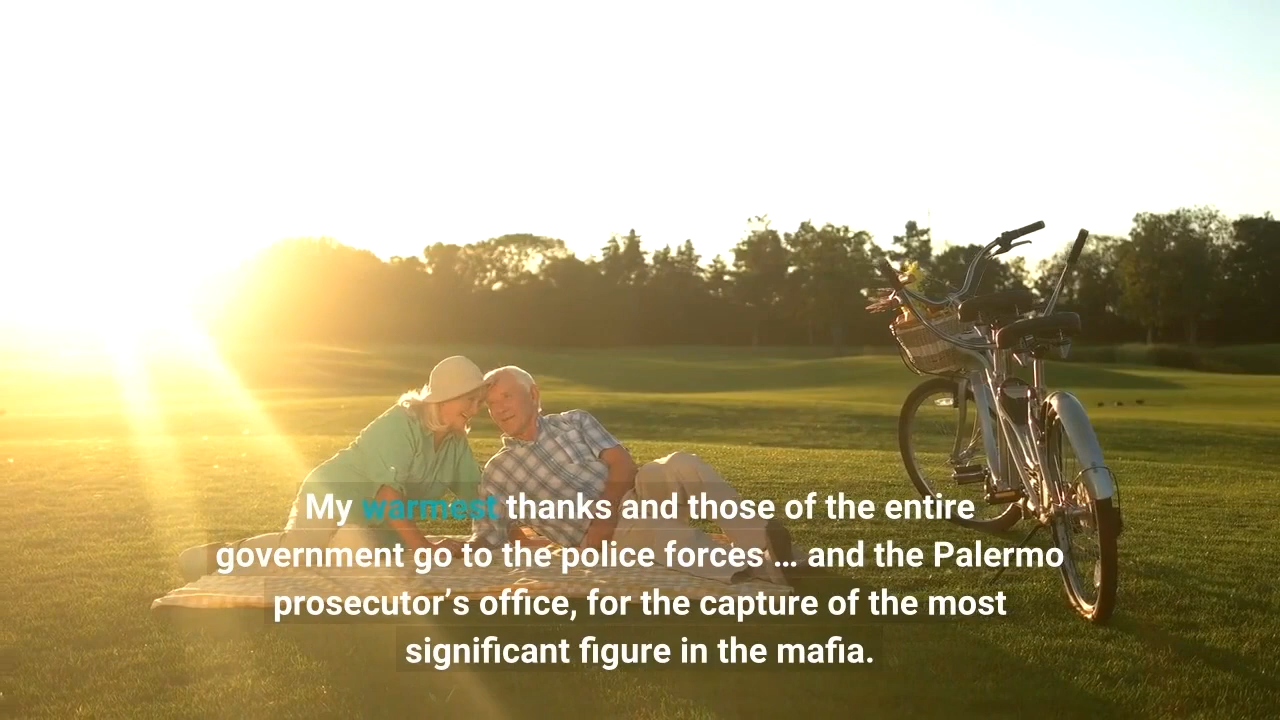 My warmest thanks and those of the entire
government go to the police forces … and the Palermo
prosecutor’s office, for the capture of the most
significant figure in the mafia.